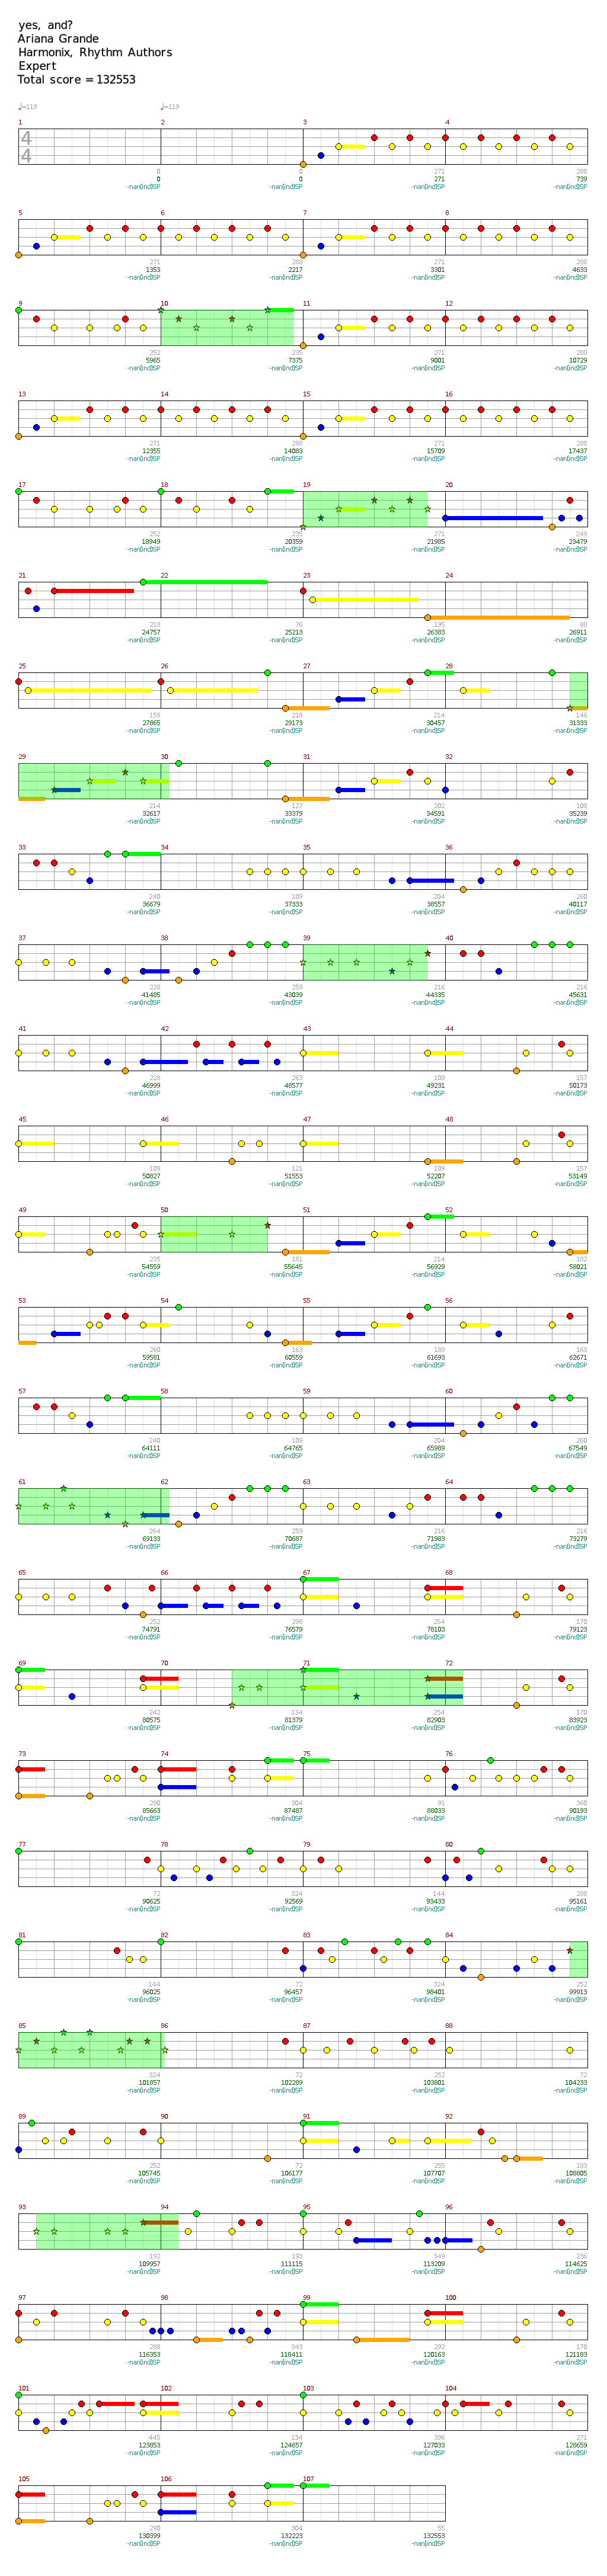 yes, and?
Ariana Grande
Harmonix, Rhythm Authors
Expert
Total score = 132553
♩=119 ♩=119
1 2 3 4
4
4
0 0 271 288
0 0 271 739
-nan(ind)SP -nan(ind)SP -nan(ind)SP -nan(ind)SP
5 6 7 8
271 288 271 288
1353 2217 3301 4633
-nan(ind)SP -nan(ind)SP -nan(ind)SP -nan(ind)SP
9 10 11 12
252 235 271 288
5965 7375 9001 10729
-nan(ind)SP -nan(ind)SP -nan(ind)SP -nan(ind)SP
13 14 15 16
271 288 271 288
12355 14083 15709 17437
-nan(ind)SP -nan(ind)SP -nan(ind)SP -nan(ind)SP
17 18 19 20
252 235 271 249
18949 20359 21985 23479
-nan(ind)SP -nan(ind)SP -nan(ind)SP -nan(ind)SP
21 22 23 24
213 76 195 88
24757 25213 26383 26911
-nan(ind)SP -nan(ind)SP -nan(ind)SP -nan(ind)SP
25 26 27 28
159 218 214 146
27865 29173 30457 31333
-nan(ind)SP -nan(ind)SP -nan(ind)SP -nan(ind)SP
29 30 31 32
214 127 202 108
32617 33379 34591 35239
-nan(ind)SP -nan(ind)SP -nan(ind)SP -nan(ind)SP
33 34 35 36
240 109 204 260
36679 37333 38557 40117
-nan(ind)SP -nan(ind)SP -nan(ind)SP -nan(ind)SP
37 38 39 40
228 259 216 216
41485 43039 44335 45631
-nan(ind)SP -nan(ind)SP -nan(ind)SP -nan(ind)SP
41 42 43 44
228 263 109 157
46999 48577 49231 50173
-nan(ind)SP -nan(ind)SP -nan(ind)SP -nan(ind)SP
45 46 47 48
109 121 109 157
50827 51553 52207 53149
-nan(ind)SP -nan(ind)SP -nan(ind)SP -nan(ind)SP
49 50 51 52
235 181 214 182
54559 55645 56929 58021
-nan(ind)SP -nan(ind)SP -nan(ind)SP -nan(ind)SP
53 54 55 56
260 163 189 163
59581 60559 61693 62671
-nan(ind)SP -nan(ind)SP -nan(ind)SP -nan(ind)SP
57 58 59 60
240 109 204 260
64111 64765 65989 67549
-nan(ind)SP -nan(ind)SP -nan(ind)SP -nan(ind)SP
61 62 63 64
264 259 216 216
69133 70687 71983 73279
-nan(ind)SP -nan(ind)SP -nan(ind)SP -nan(ind)SP
65 66 67 68
252 298 254 170
74791 76579 78103 79123
-nan(ind)SP -nan(ind)SP -nan(ind)SP -nan(ind)SP
69 70 71 72
242 134 254 170
80575 81379 82903 83923
-nan(ind)SP -nan(ind)SP -nan(ind)SP -nan(ind)SP
73 74 75 76
290 304 91 360
85663 87487 88033 90193
-nan(ind)SP -nan(ind)SP -nan(ind)SP -nan(ind)SP
77 78 79 80
72 324 144 288
90625 92569 93433 95161
-nan(ind)SP -nan(ind)SP -nan(ind)SP -nan(ind)SP
81 82 83 84
144 72 324 252
96025 96457 98401 99913
-nan(ind)SP -nan(ind)SP -nan(ind)SP -nan(ind)SP
85 86 87 88
324 72 252 72
101857 102289 103801 104233
-nan(ind)SP -nan(ind)SP -nan(ind)SP -nan(ind)SP
89 90 91 92
252 72 255 183
105745 106177 107707 108805
-nan(ind)SP -nan(ind)SP -nan(ind)SP -nan(ind)SP
93 94 95 96
192 193 349 236
109957 111115 113209 114625
-nan(ind)SP -nan(ind)SP -nan(ind)SP -nan(ind)SP
97 98 99 100
288 343 292 170
116353 118411 120163 121183
-nan(ind)SP -nan(ind)SP -nan(ind)SP -nan(ind)SP
101 102 103 104
445 134 396 271
123853 124657 127033 128659
-nan(ind)SP -nan(ind)SP -nan(ind)SP -nan(ind)SP
105 106 107
290 304 55
130399 132223 132553
-nan(ind)SP -nan(ind)SP -nan(ind)SP